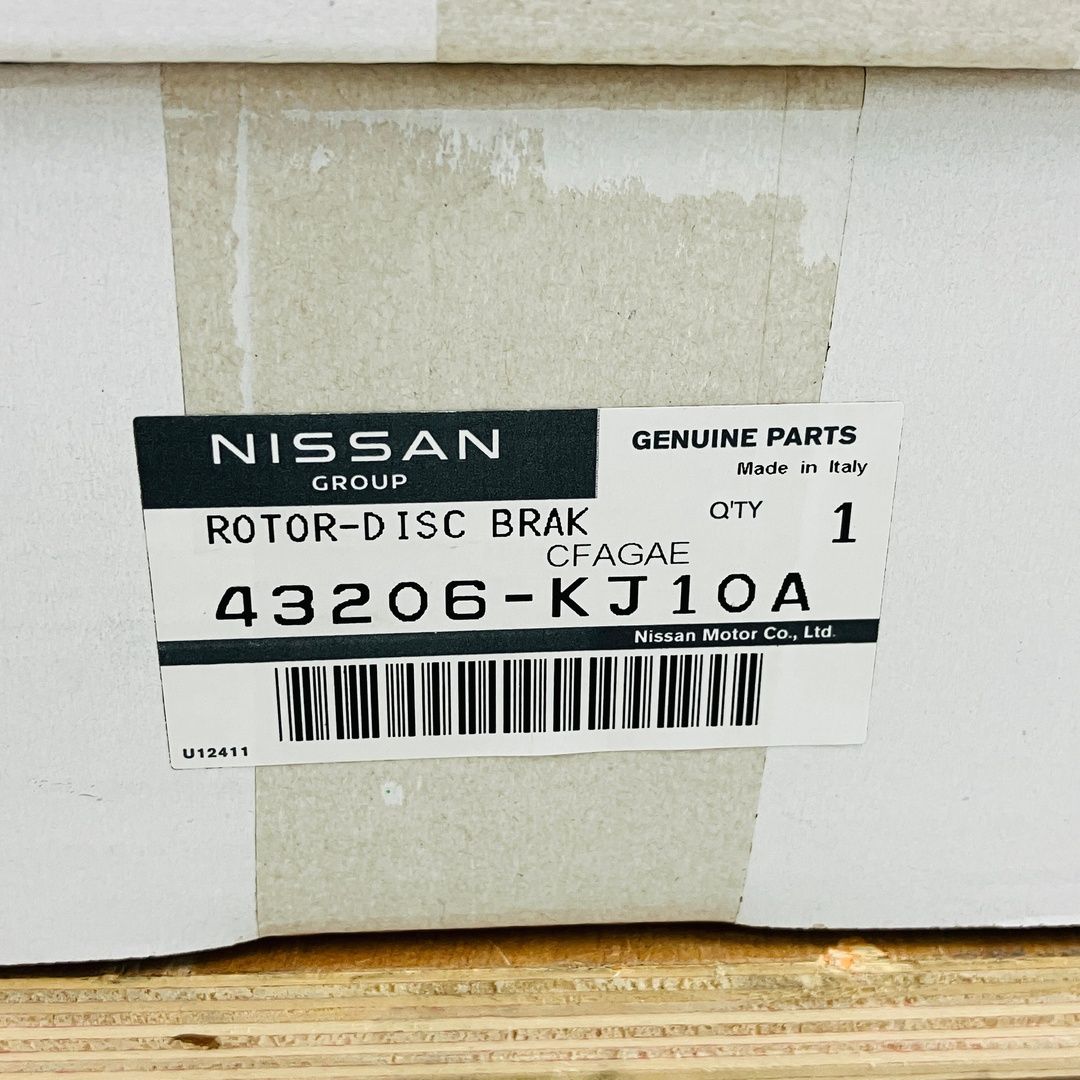 NISSAN
GROUP
GENUINE PARTS
Made in Italy
ROTOR-DISC BRAK
Q'TY 1
CFAGAE
43206-KJ10A
Nissan Motor Co., Ltd.
U12411